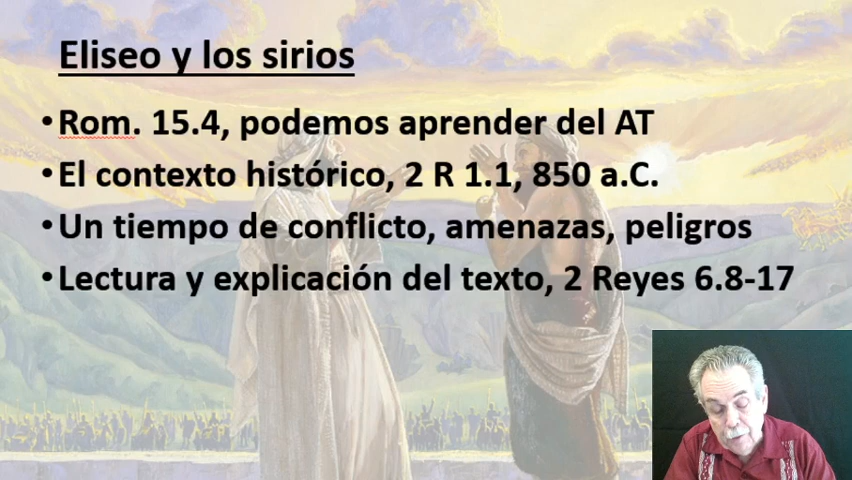 Eliseo y los sirios
• Rom. 15.4, podemos aprender del AT
• El contexto histórico, 2 R 1.1, 850 a.C.
• Un tiempo de conflicto, amenazas, peligros
• Lectura y explicación del texto, 2 Reyes 6.8-17